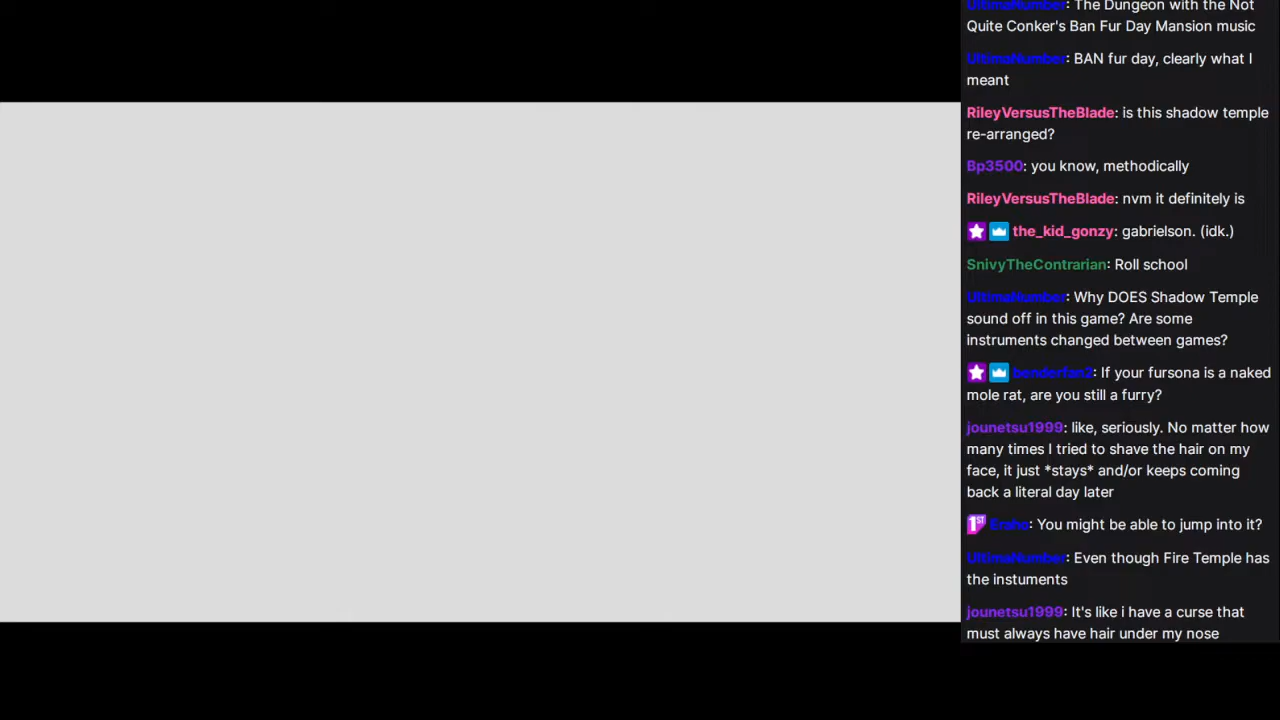 UltimaNumber: The Dungeon with the Not
Quite Conker's Ban Fur Day Mansion music
UltimaNumber: BAN fur day, clearly what I
meant
RileyVersusTheBlade: is this shadow temple
re-arranged?
Bp3500: you know, methodically
RileyVersusTheBlade: nvm it definitely is
the_kid_gonzy: gabrielson. (idk.)
SnivyTheContrarian: Roll school
UltimaNumber: Why DOES Shadow Temple
sound off in this game? Are some
instruments changed between games?
benderfan2: If your fursona is a naked
mole rat, are you still a furry?
jounetsu1999: like, seriously. No matter how
many times I tried to shave the hair on my
face, it just *stays* and/or keeps coming
back a literal day later
1ST Eraho: You might be able to jump into it?
UltimaNumber: Even though Fire Temple has
the instuments
jounetsu1999: It's like i have a curse that
must always have hair under my nose